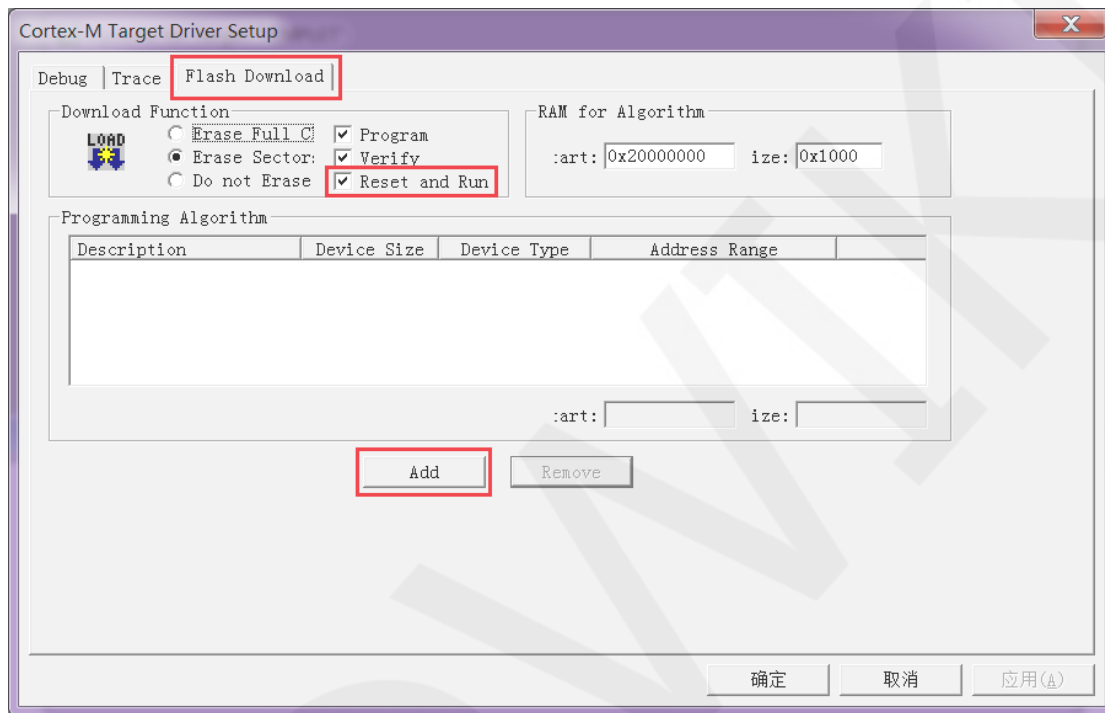 Cortex-M Target Driver Setup
Debug Trace Flash Download
Download Function
LOAD
Erase Full C
Erase Sector:
Do not Erase
Program
Verify
Reset and Run
RAM for Algorithm
:art: 0x20000000 ize: 0x1000
Programming Algorithm
Description Device Size Device Type Address Range
:art: ize:
Add Remove
确定 取消 应用(A)